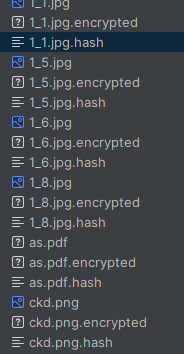 1_1.jpg
1_1.jpg.encrypted
1_1.jpg.hash
1_5.jpg
1_5.jpg.encrypted
1_5.jpg.hash
1_6.jpg
1_6.jpg.encrypted
1_6.jpg.hash
1_8.jpg
1_8.jpg.encrypted
1_8.jpg.hash
as.pdf
as.pdf.encrypted
as.pdf.hash
ckd.png
ckd.png.encrypted
ckd.png.hash